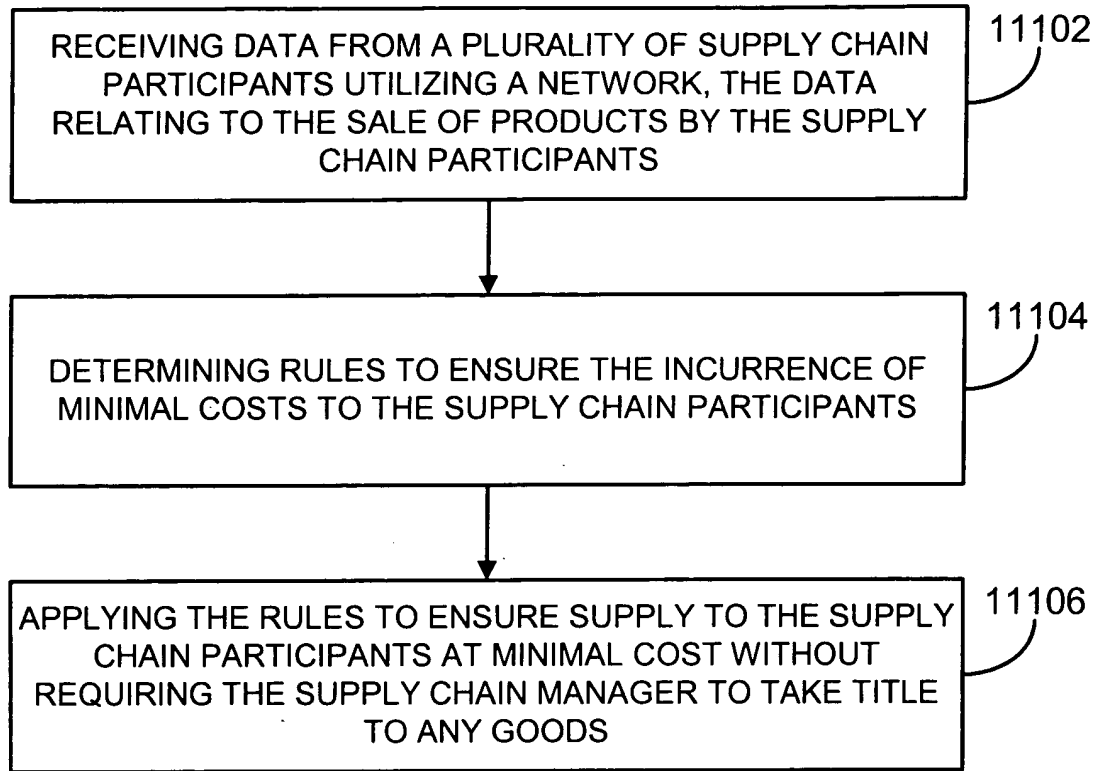 RECEIVING DATA FROM A PLURALITY OF SUPPLY CHAIN
PARTICIPANTS UTILIZING A NETWORK, THE DATA
RELATING TO THE SALE OF PRODUCTS BY THE SUPPLY
CHAIN PARTICIPANTS
11102
DETERMINING RULES TO ENSURE THE INCURRENCE OF
MINIMAL COSTS TO THE SUPPLY CHAIN PARTICIPANTS
11104
APPLYING THE RULES TO ENSURE SUPPLY TO THE SUPPLY
CHAIN PARTICIPANTS AT MINIMAL COST WITHOUT
REQUIRING THE SUPPLY CHAIN MANAGER TO TAKE TITLE
TO ANY GOODS
11106